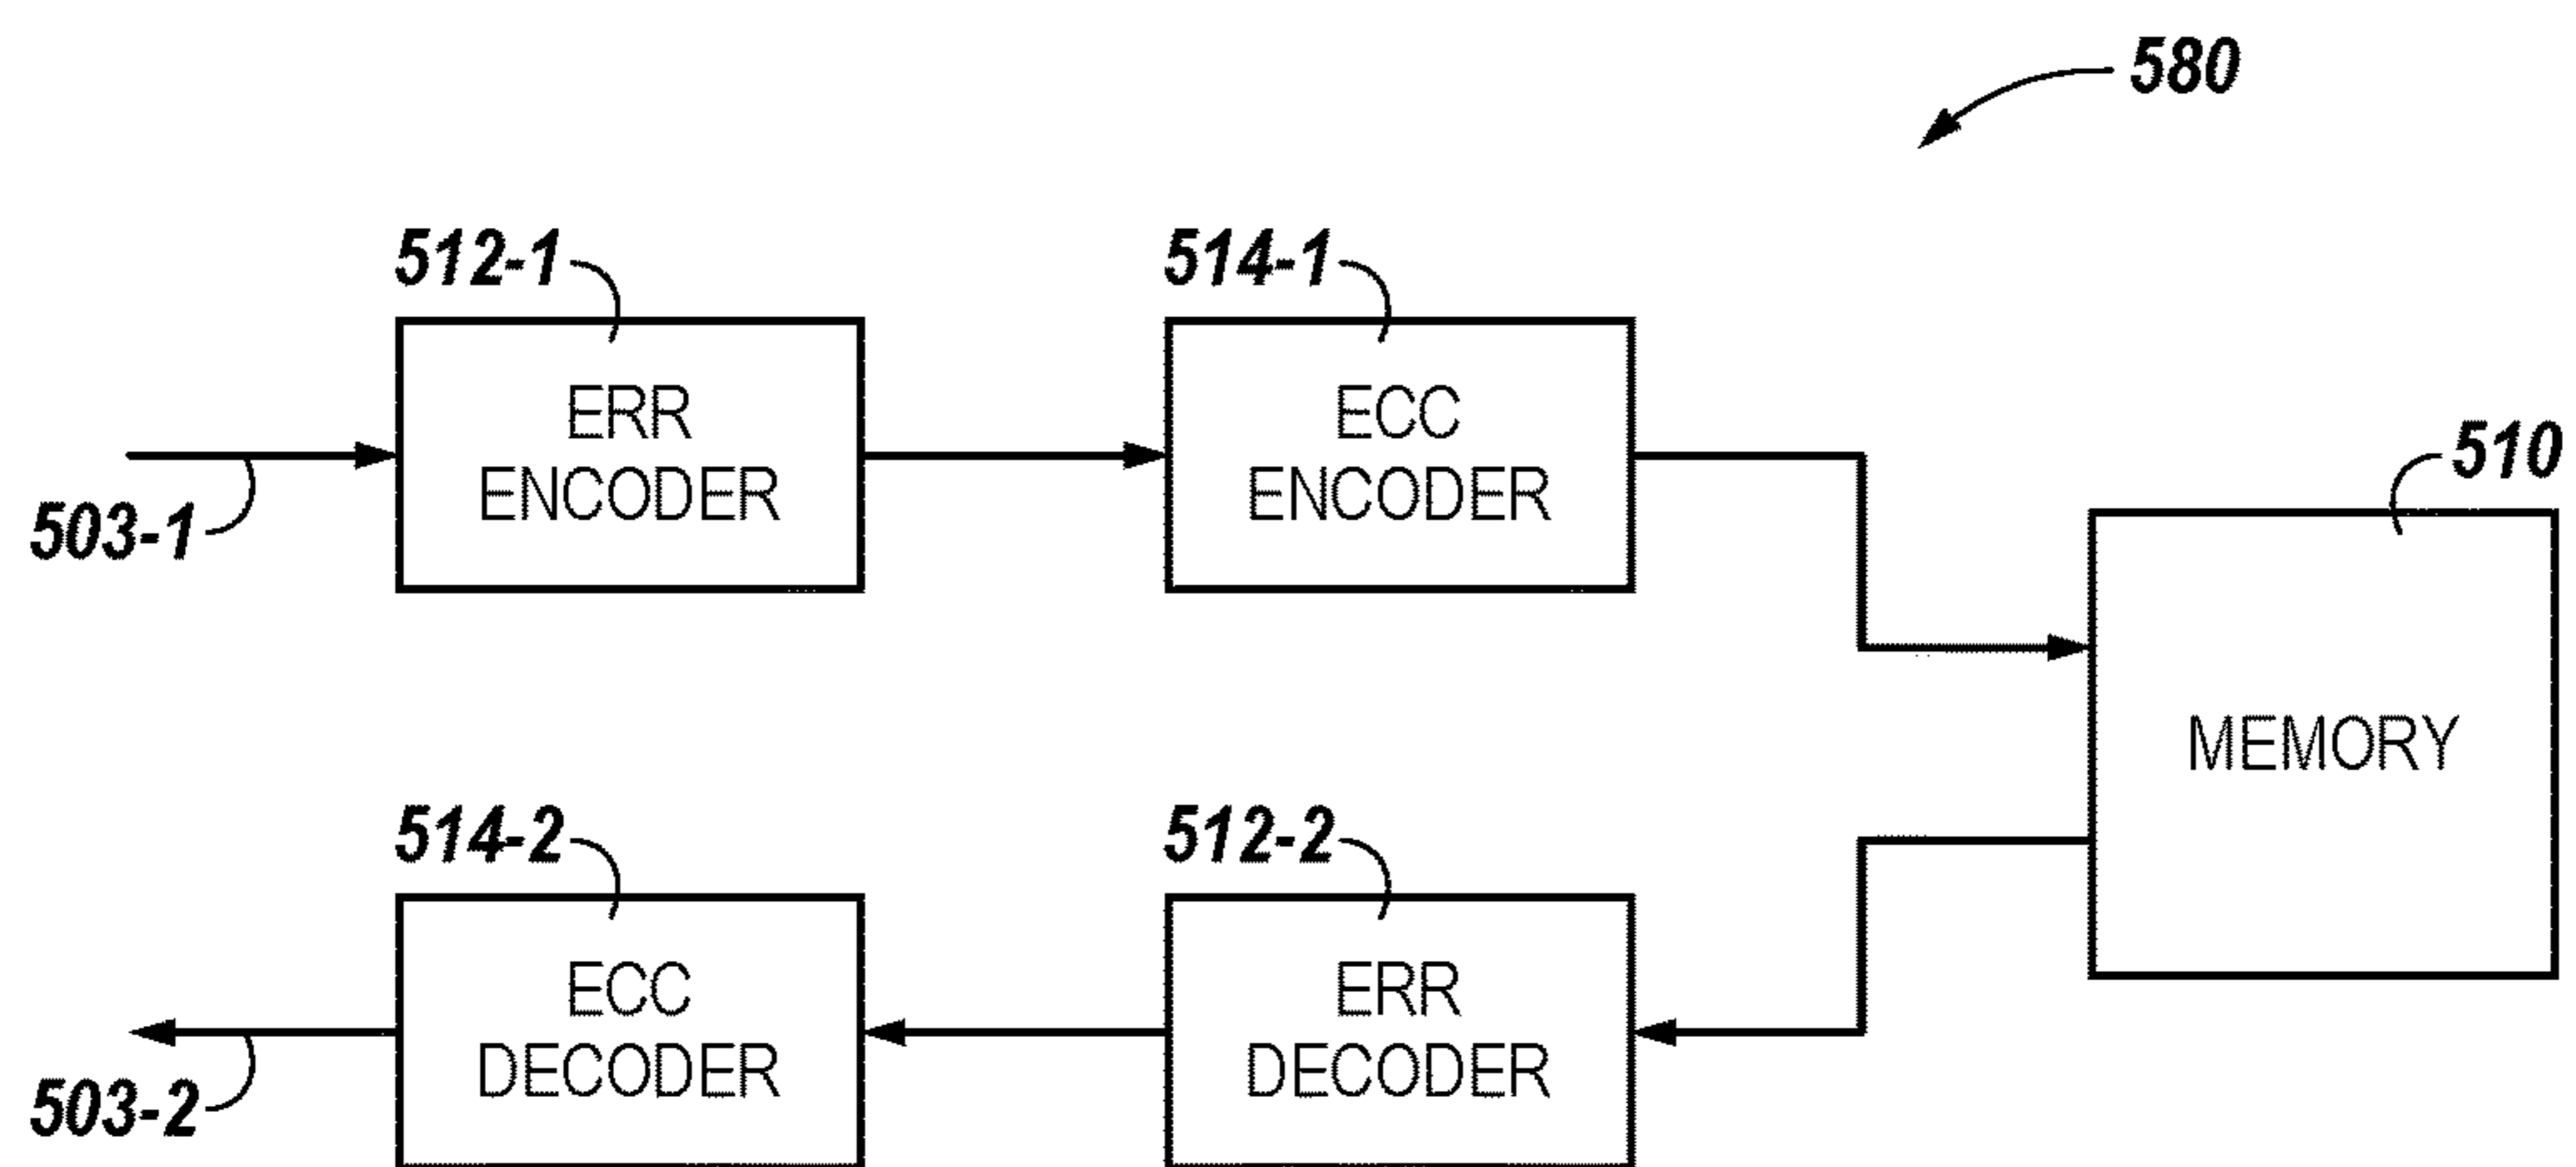 580
512-1
514-1
ERR
ENCODER
ECC
ENCODER
510
503-1
MEMORY
514-2
512-2
ECC
DECODER
ERR
DECODER
503-2